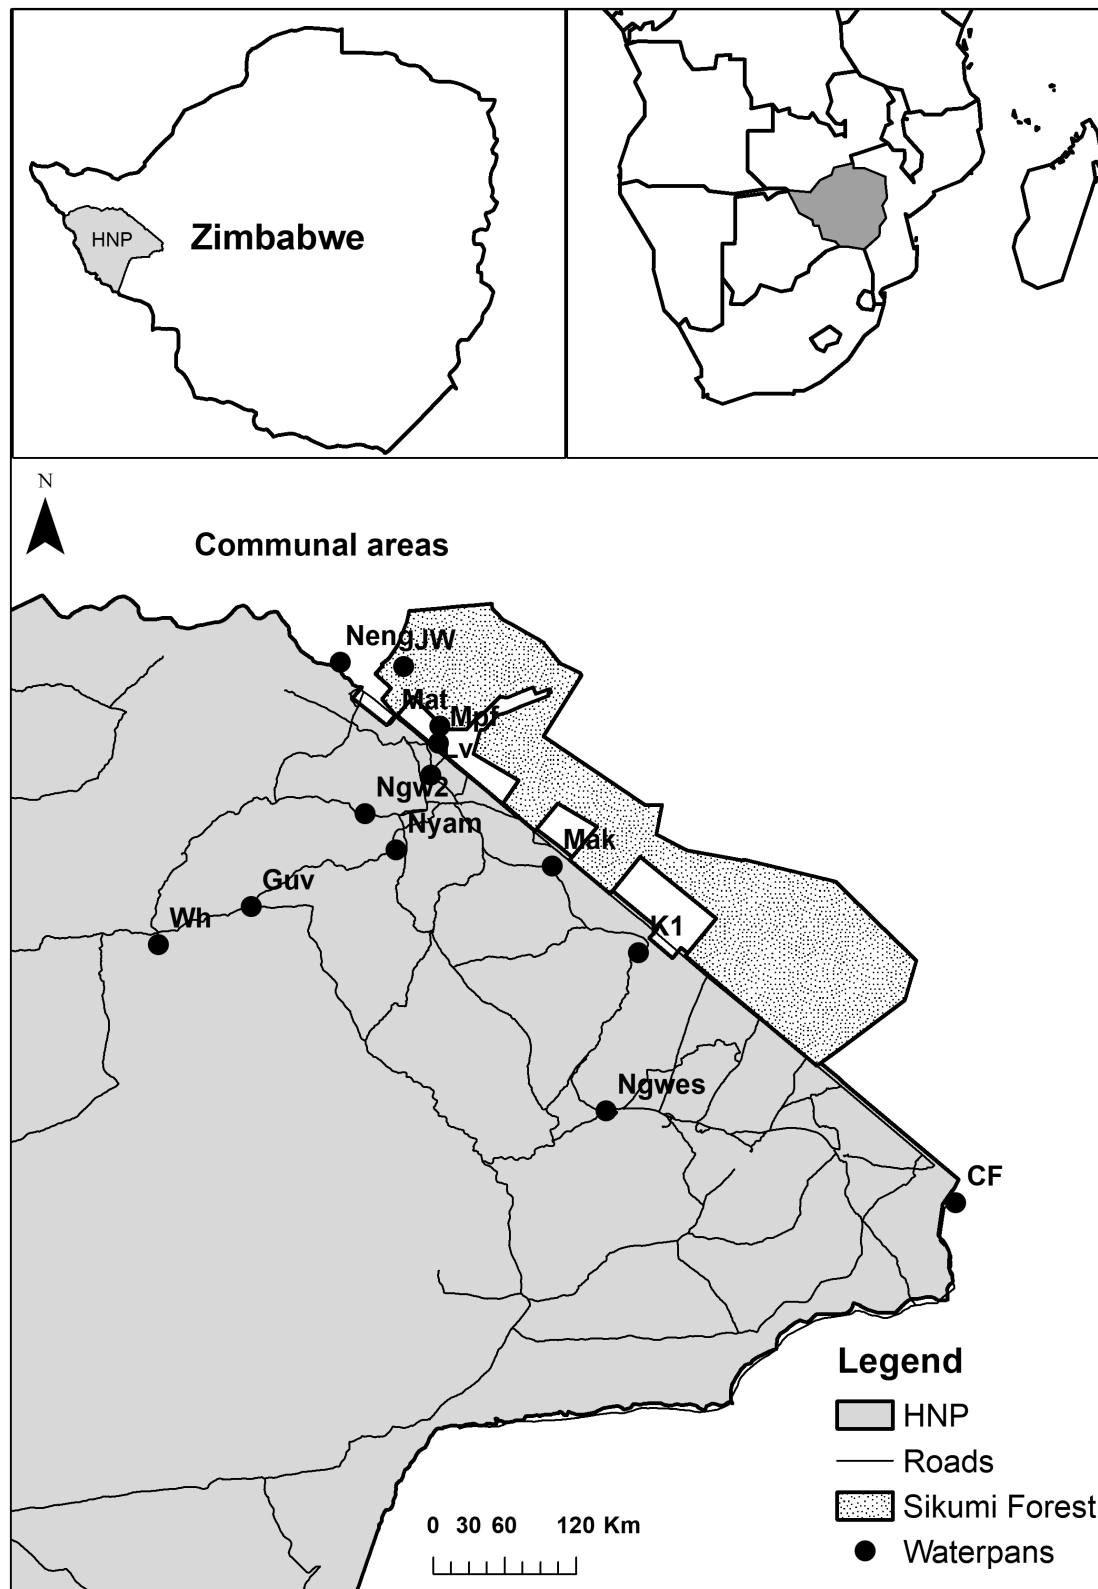 HNP
Zimbabwe
N
Communal areas
Neng
JW
Mat
Mpf
Lv
Ngw2
Nyam
Mak
Guv
Wh
K1
Ngwes
CF
Legend
HNP
Roads
Sikumi Forest
Waterpans
0 30 60 120 Km